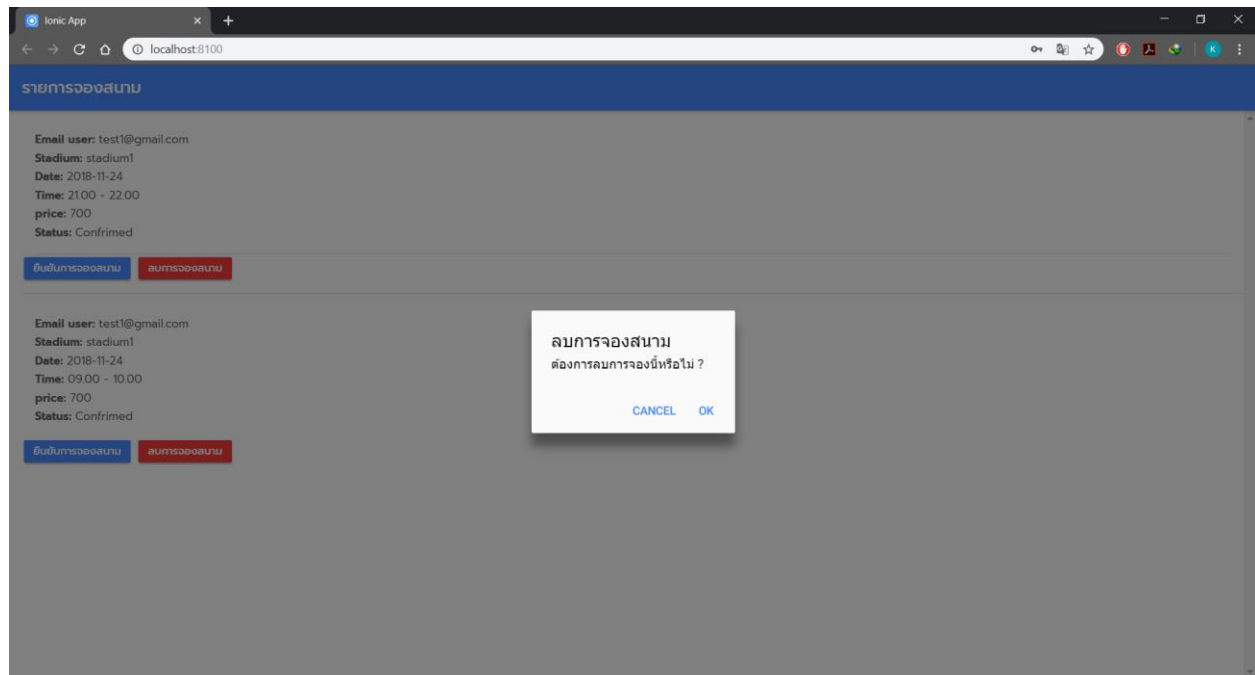 Ionic App
localhost:8100
K
รายการจองสนาม
Email user: test1@gmail.com
Stadium: stadium1
Date: 2018-11-24
Time: 21.00 - 22.00
price: 700
Status: Confrimed
ยืนยันการจองสนาม ลบการจองสนาม
Email user: test1@gmail.com
Stadium: stadium1
Date: 2018-11-24
Time: 09.00 - 10.00
price: 700
Status: Confrimed
ยืนยันการจองสนาม ลบการจองสนาม
ลบการจองสนาม
ต้องการลบการจองนี้หรือไม่ ?
CANCEL OK